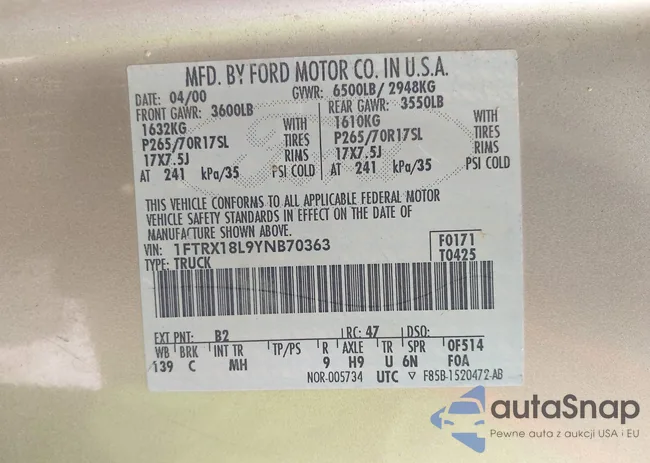 MFD. BY FORD MOTOR CO. IN U.S.A.
DATE: 04/00 GVWR: 6500LB/ 2948KG
FRONT GAWR: 3600LB REAR GAWR: 3550LB
1632KG WITH 1610KG WITH
P265/70R17SL TIRES P265/70R17SL TIRES
17X7.5J RIMS 17X7.5J RIMS
AT 241 kPa/35 PSI COLD AT 241 kPa/35 PSI COLD
THIS VEHICLE CONFORMS TO ALL APPLICABLE FEDERAL MOTOR
VEHICLE SAFETY STANDARDS IN EFFECT ON THE DATE OF
MANUFACTURE SHOWN ABOVE.
VIN: 1FTRX18L9YNB70363 F0171
TYPE: TRUCK T0425
EXT PNT: B2 RC: 47 DSO:
WB BRK INT TR TP/PS R AXLE TR SPR OF514
139 C MH 9 H9 U 6N F0A
NOR-005734 UTC ▽ F85B-1520472-AB
autaSnap
Pewne auta z aukcji USA i EU